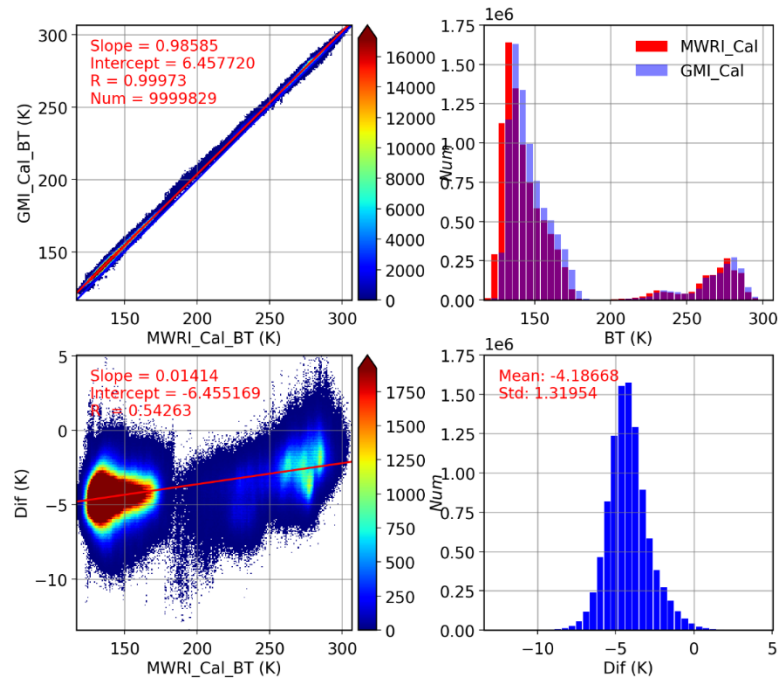 Slope = 0.98585
Intercept = 6.457720
R = 0.99973
Num = 9999829
GMI_Cal_BT (K)
300
250
200
150
150 200 250 300
MWRI_Cal_BT (K)
16000
14000
12000
10000
8000
6000
4000
2000
0
1e6
MWRI_Cal
GMI_Cal
Num
1.75
1.50
1.25
1.00
0.75
0.50
0.25
0.00
150 200 250 300
BT (K)
Slope = 0.01414
Intercept = -6.455169
R = 0.54263
Dif (K)
5
0
−5
−10
150 200 250 300
MWRI_Cal_BT (K)
1750
1500
1250
1000
750
500
250
0
1e6
Mean: -4.18668
Std: 1.31954
Num
1.75
1.50
1.25
1.00
0.75
0.50
0.25
0.00
−10 −5 0 5
Dif (K)